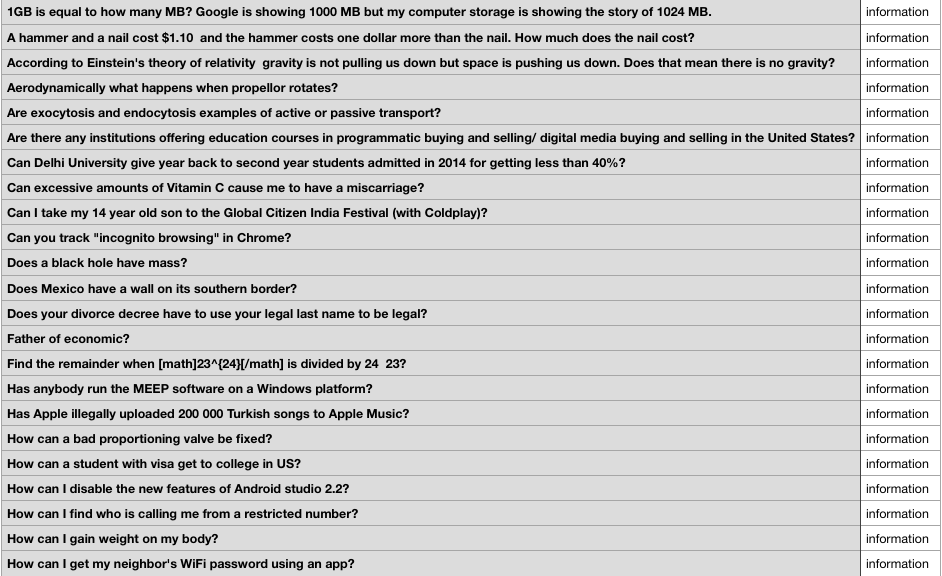 1GB is equal to how many MB? Google is showing 1000 MB but my computer storage is showing the story of 1024 MB. information
A hammer and a nail cost $1.10  and the hammer costs one dollar more than the nail. How much does the nail cost? information
According to Einstein's theory of relativity  gravity is not pulling us down but space is pushing us down. Does that mean there is no gravity? information
Aerodynamically what happens when propellor rotates? information
Are exocytosis and endocytosis examples of active or passive transport? information
Are there any institutions offering education courses in programmatic buying and selling/ digital media buying and selling in the United States? information
Can Delhi University give year back to second year students admitted in 2014 for getting less than 40%? information
Can excessive amounts of Vitamin C cause me to have a miscarriage? information
Can I take my 14 year old son to the Global Citizen India Festival (with Coldplay)? information
Can you track "incognito browsing" in Chrome? information
Does a black hole have mass? information
Does Mexico have a wall on its southern border? information
Does your divorce decree have to use your legal last name to be legal? information
Father of economic? information
Find the remainder when [math]23^{24}[/math] is divided by 24  23? information
Has anybody run the MEEP software on a Windows platform? information
Has Apple illegally uploaded 200 000 Turkish songs to Apple Music? information
How can a bad proportioning valve be fixed? information
How can a student with visa get to college in US? information
How can I disable the new features of Android studio 2.2? information
How can I find who is calling me from a restricted number? information
How can I gain weight on my body? information
How can I get my neighbor's WiFi password using an app? information